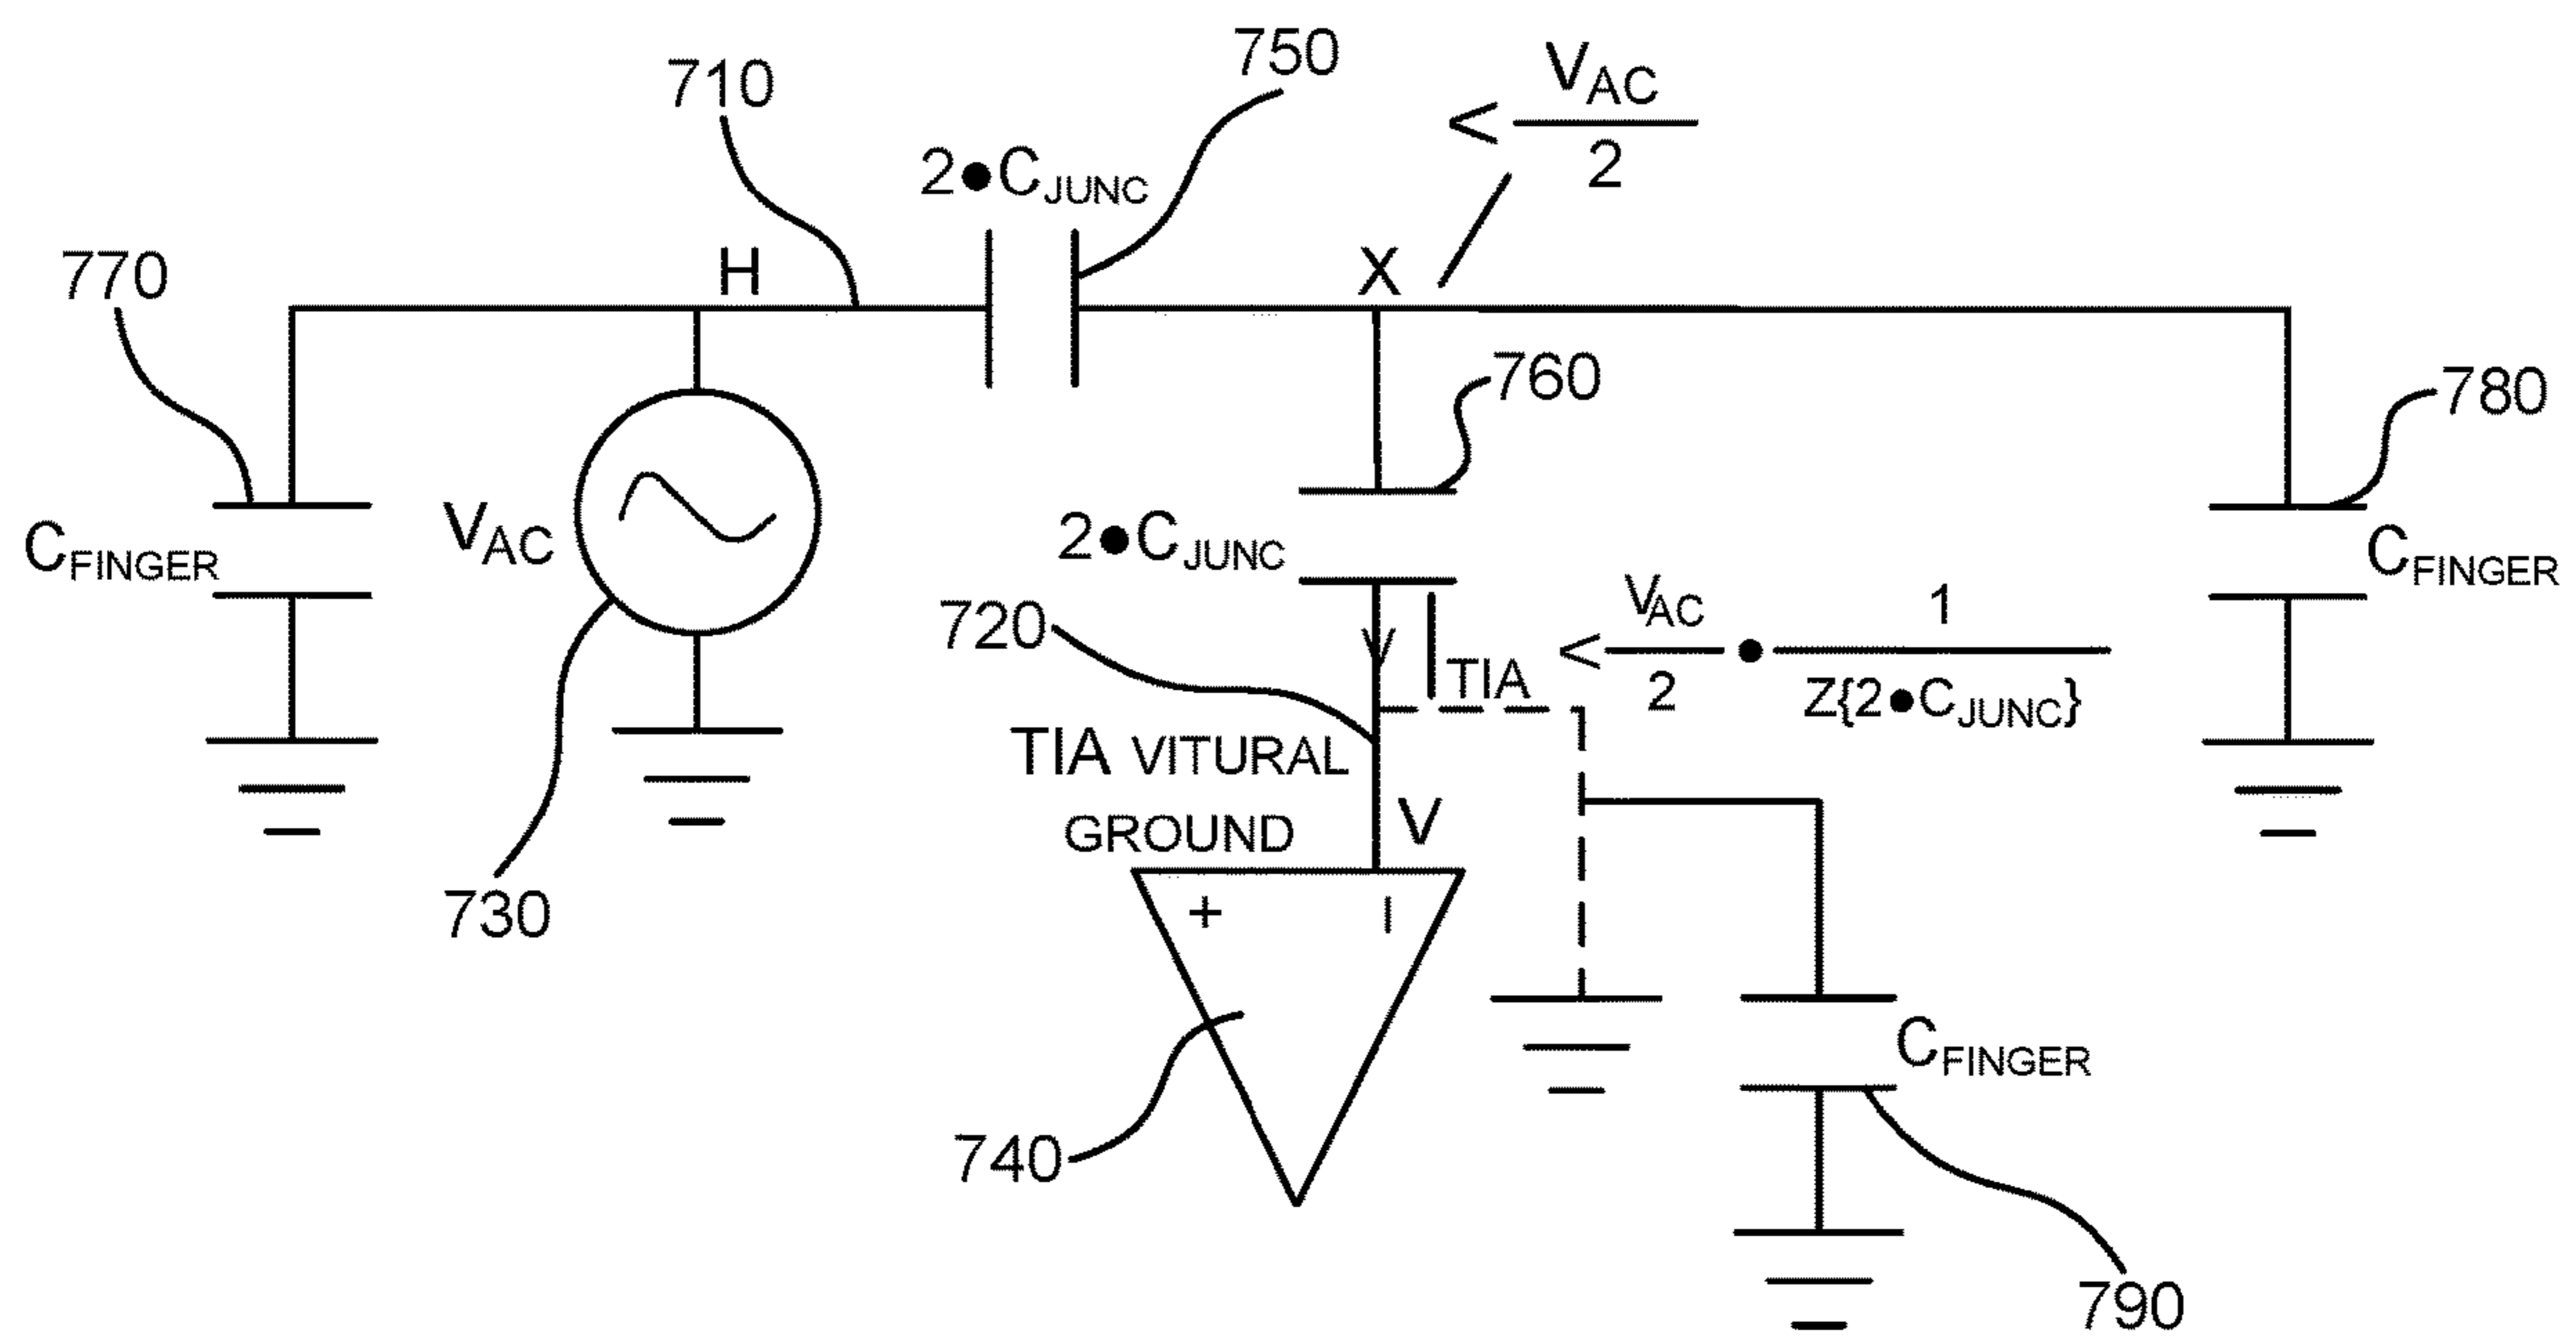 710
750
< V_AC / 2
2•C_JUNC
770
H
X
760
780
C_FINGER
V_AC
2•C_JUNC
C_FINGER
720
I_TIA < V_AC / 2 • 1 / Z{2•C_JUNC}
TIA VITURAL
GROUND
V
730
+ −
740
C_FINGER
790